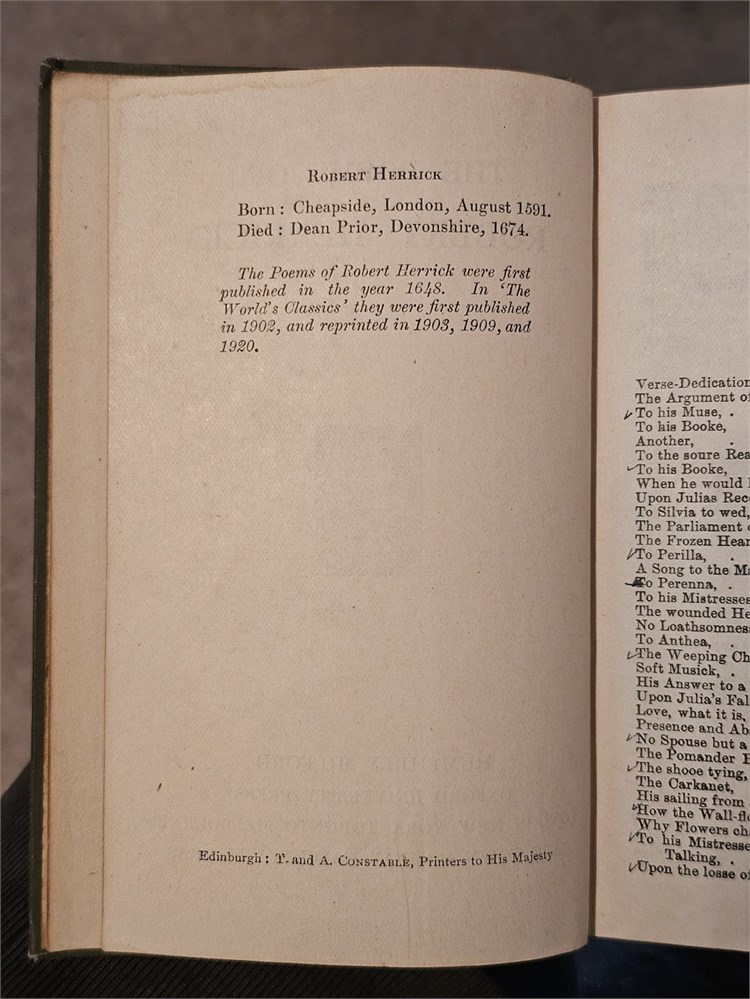 ROBERT HERRICK
Born : Cheapside, London, August 1591.
Died : Dean Prior, Devonshire, 1674.
The Poems of Robert Herrick were first
published in the year 1648. In ‘The
World's Classics’ they were first published
in 1902, and reprinted in 1903, 1909, and
1920.
Edinburgh : T. and A. CONSTABLE, Printers to His Majesty
Verse-Dedication
The Argument of
To his Muse, .
To his Booke,
Another, .
To the soure Rea
To his Booke,
When he would
Upon Julias Rec
To Silvia to wed,
The Parliament
The Frozen Hear
To Perilla, .
A Song to the Ma
To Perenna, .
To his Mistresses
The wounded He
No Loathsomness
To Anthea, .
The Weeping Ch
Soft Musick, .
His Answer to a
Upon Julia's Fal
Love, what it is,
Presence and Ab
No Spouse but a
The Pomander
The shooe tying,
The Carkanet,
His sailing from
How the Wall-flo
Why Flowers ch
To his Mistresse
Talking, .
Upon the losse of